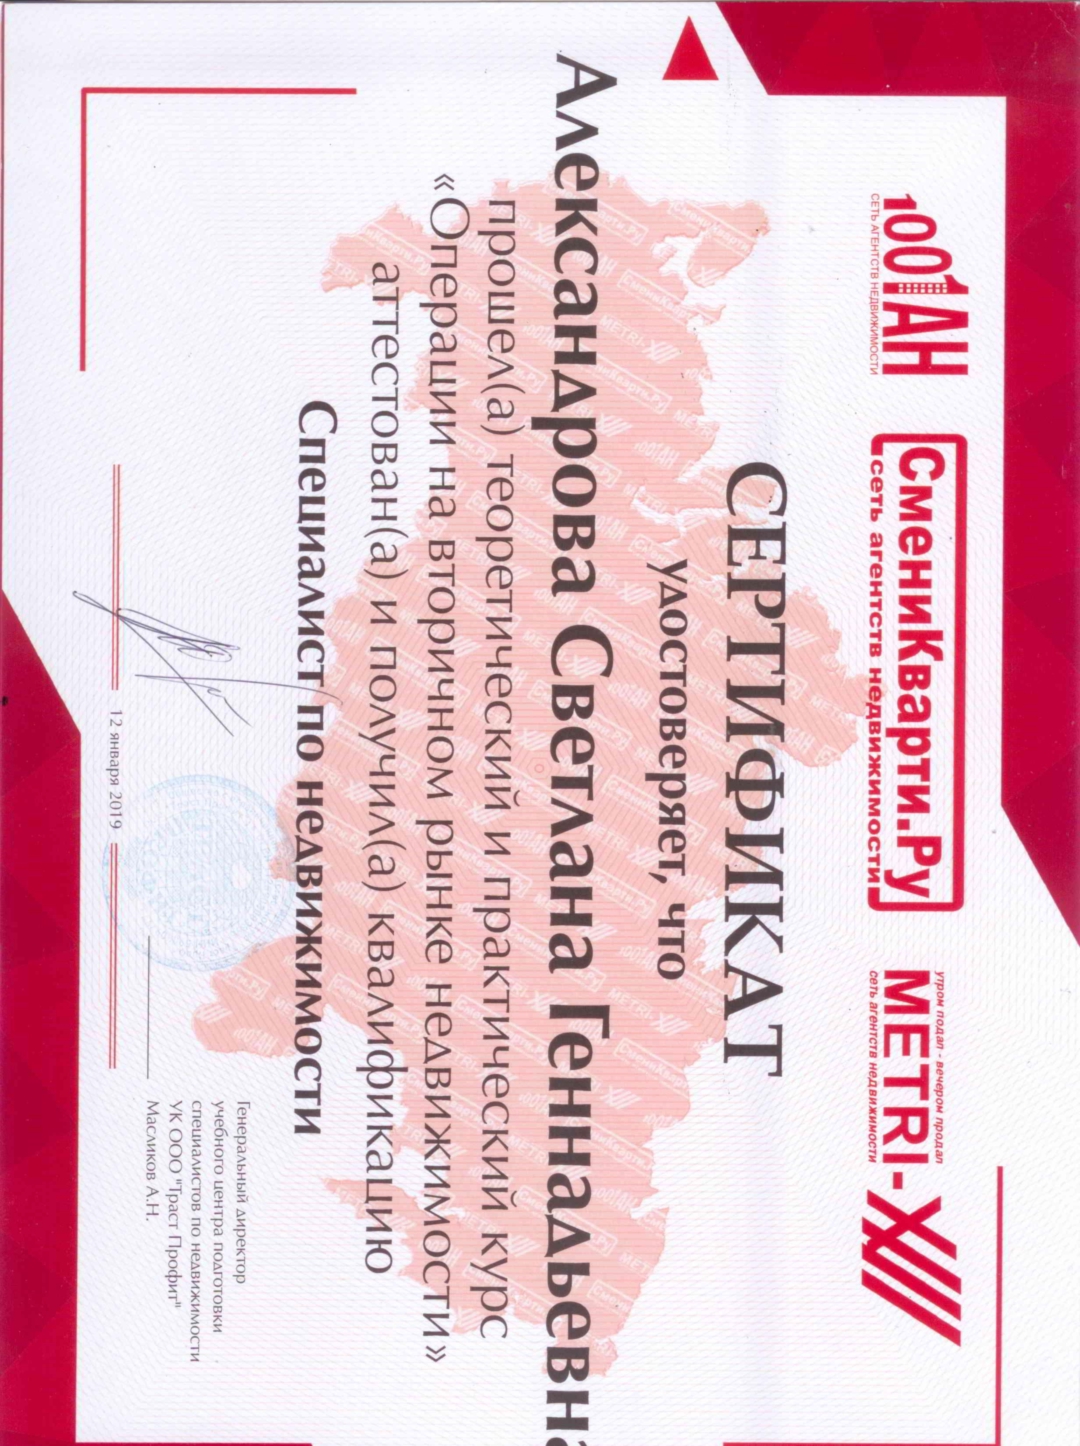 1001АН
СЕТЬ АГЕНТСТВ НЕДВИЖИМОСТИ
СмениКварти.Ру
сеть агентств недвижимости
утром подал - вечером продал
METRI-X///
сеть агентств недвижимости
СЕРТИФИКАТ
удостоверяет, что
Александрова Светлана Геннадьевна
прошел(а) теоретический и практический курс
«Операции на вторичном рынке недвижимости»
аттестован(а) и получил(а) квалификацию
Специалист по недвижимости
Генеральный директор
учебного центра подготовки
специалистов по недвижимости
УК ООО "Траст Профит"
Масликов А.Н.
12 января 2019